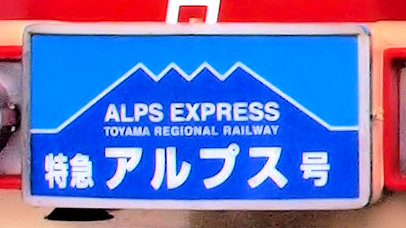 ALPS EXPRESS
TOYAMA REGIONAL RAILWAY
特急 アルプス 号